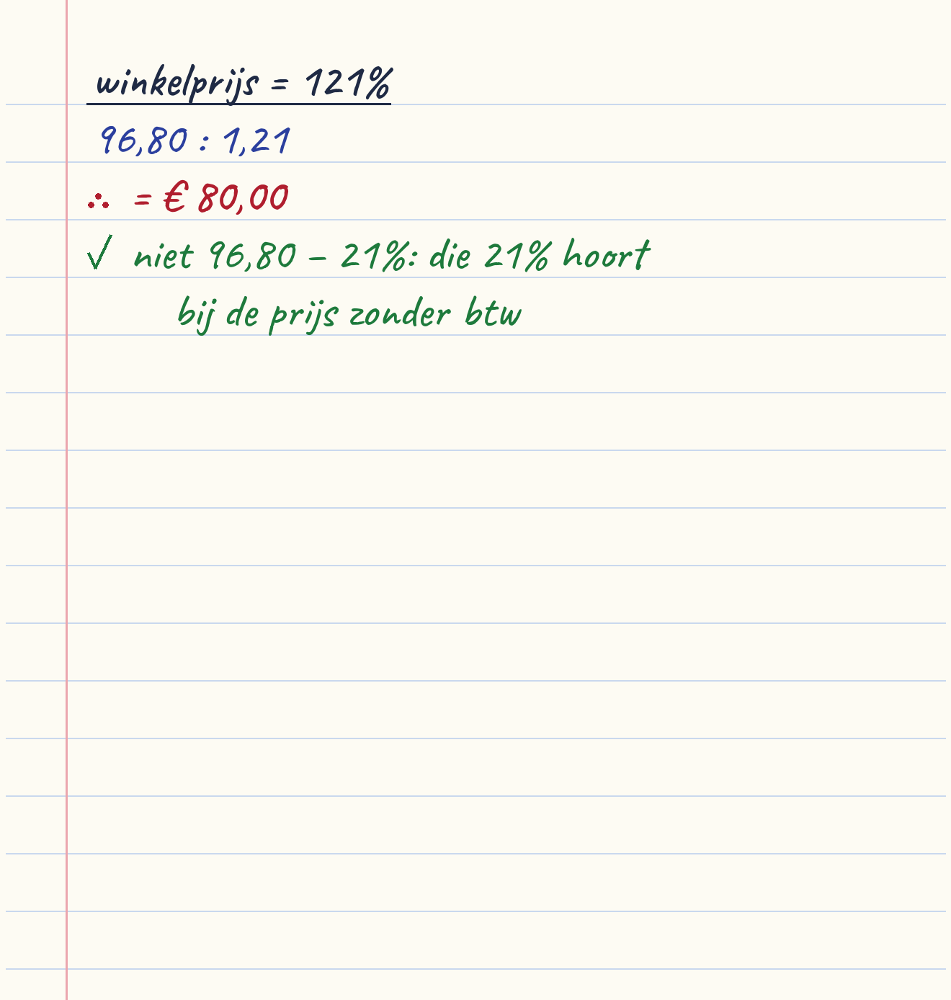 winkelprijs = 121%
96,80 : 1,21
∴ = € 80,00
✓ niet 96,80 – 21%: die 21% hoort
bij de prijs zonder btw